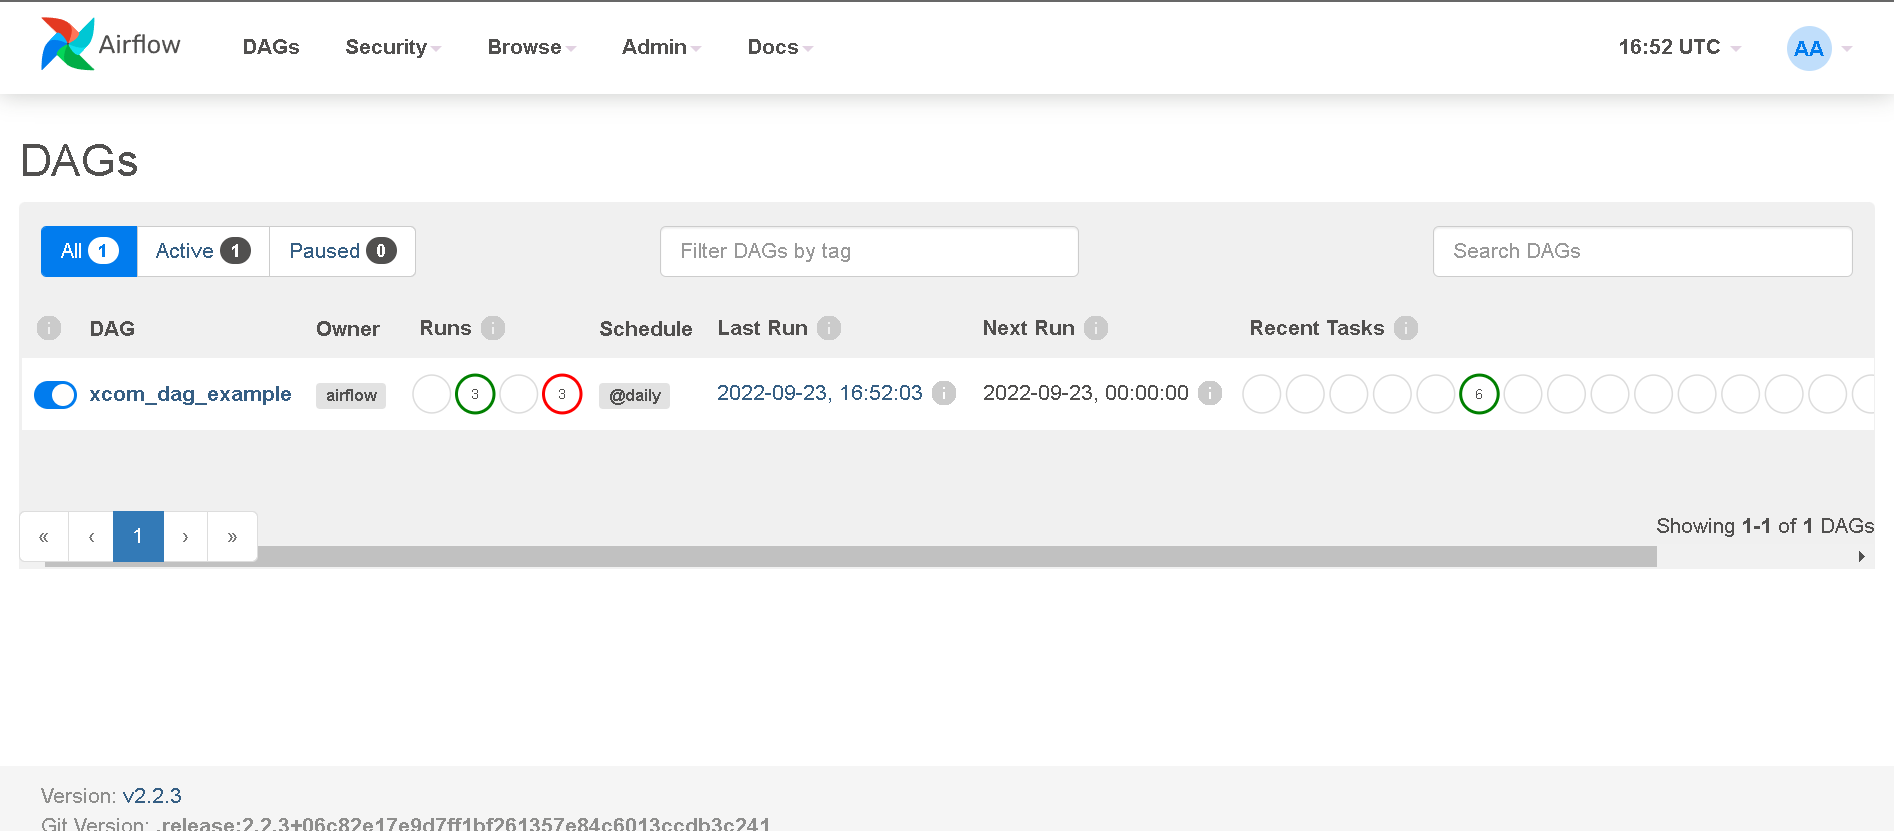 Airflow DAGs Security Browse Admin Docs 16:52 UTC AA
DAGs
All 1 Active 1 Paused 0 Filter DAGs by tag Search DAGs
i DAG Owner Runs i Schedule Last Run i Next Run i Recent Tasks i
xcom_dag_example airflow 3 3 @daily 2022-09-23, 16:52:03 i 2022-09-23, 00:00:00 i 6
« ‹ 1 › » Showing 1-1 of 1 DAGs
Version: v2.2.3
Git Version: .release:2.2.3+06c82e17e9d7ff1bf261357e84c6013ccdb3c241